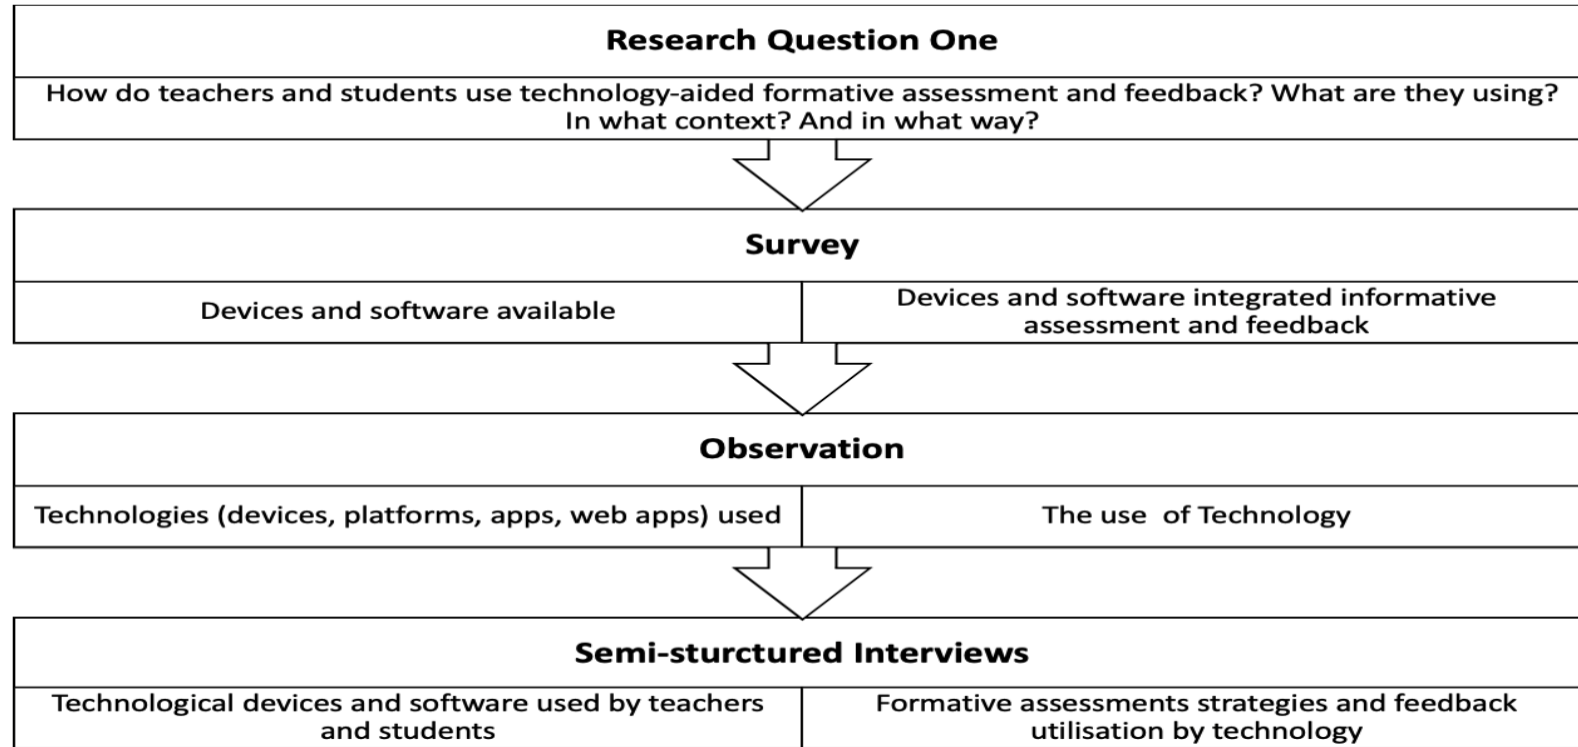 Research Question One
How do teachers and students use technology-aided formative assessment and feedback? What are they using?
In what context? And in what way?
Survey
Devices and software available
Devices and software integrated informative
assessment and feedback
Observation
Technologies (devices, platforms, apps, web apps) used
The use of Technology
Semi-sturctured Interviews
Technological devices and software used by teachers
and students
Formative assessments strategies and feedback
utilisation by technology